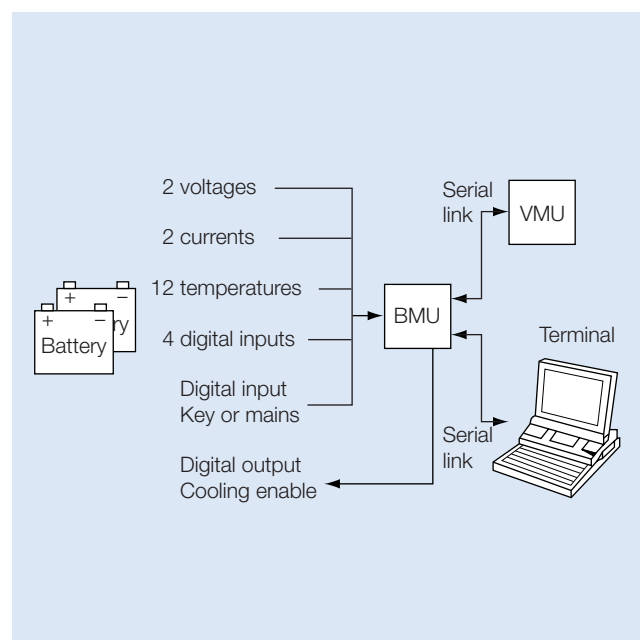 2 voltages
2 currents
12 temperatures
4 digital inputs
Digital input
Key or mains
Digital output
Cooling enable
+ −
ry
+ −
Battery
BMU
Serial
link
VMU
Terminal
Serial
link